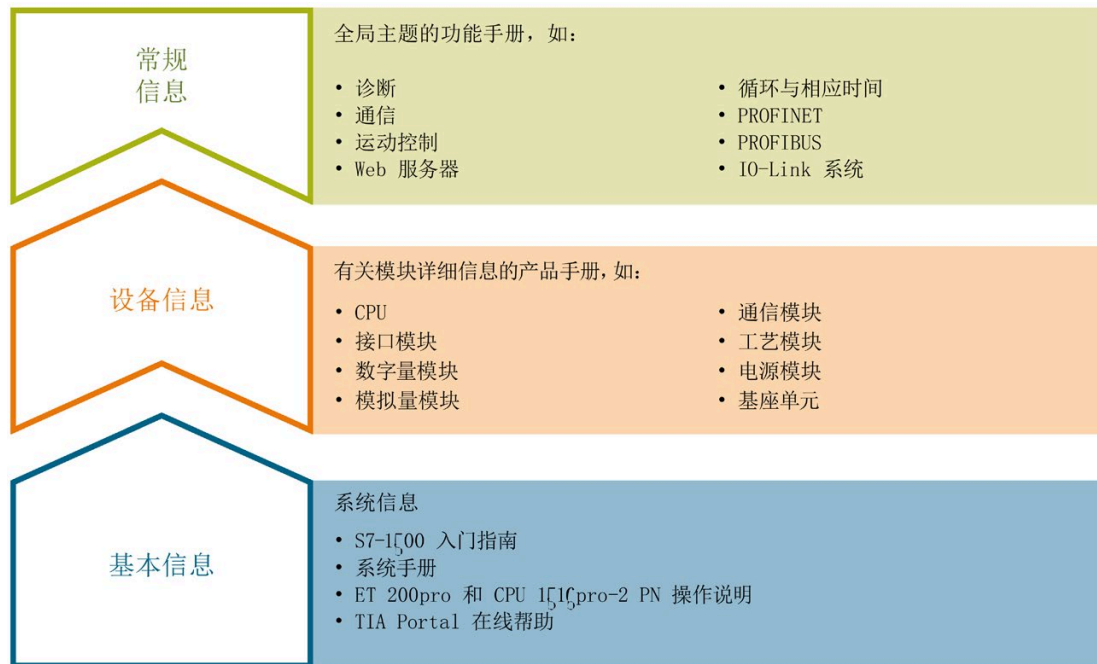 常规
信息
全局主题的功能手册，如：
• 诊断
• 通信
• 运动控制
• Web 服务器
• 循环与相应时间
• PROFINET
• PROFIBUS
• IO-Link 系统
设备信息
有关模块详细信息的产品手册，如：
• CPU
• 接口模块
• 数字量模块
• 模拟量模块
• 通信模块
• 工艺模块
• 电源模块
• 基座单元
基本信息
系统信息
• S7-1500 入门指南
• 系统手册
• ET 200pro 和 CPU 1516pro-2 PN 操作说明
• TIA Portal 在线帮助